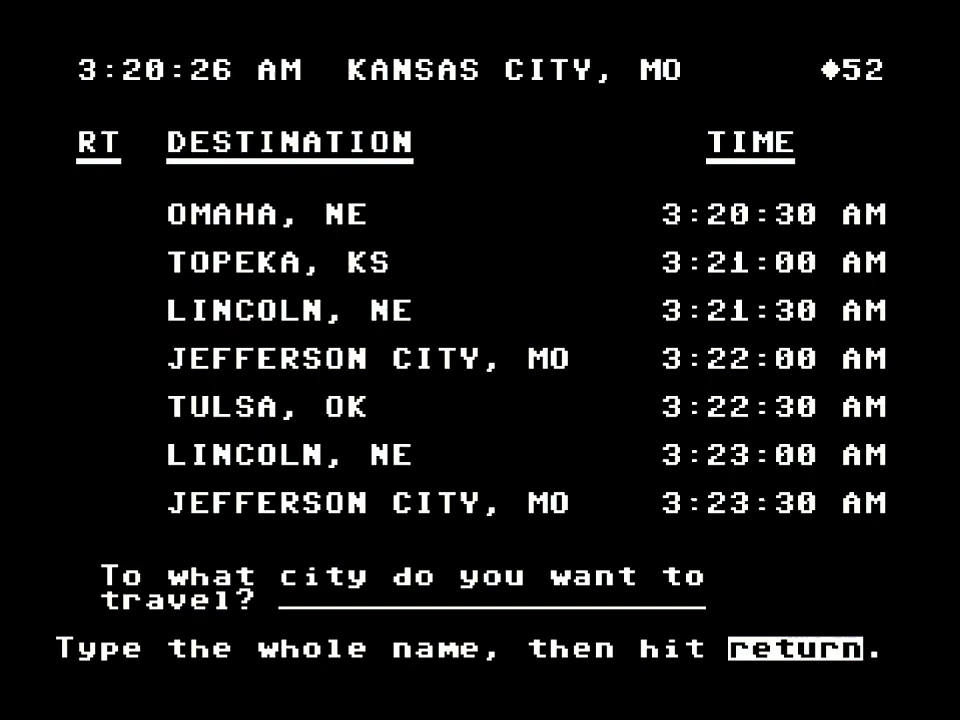 3:20:26 AM KANSAS CITY, MO ♦52
RT DESTINATION TIME
OMAHA, NE 3:20:30 AM
TOPEKA, KS 3:21:00 AM
LINCOLN, NE 3:21:30 AM
JEFFERSON CITY, MO 3:22:00 AM
TULSA, OK 3:22:30 AM
LINCOLN, NE 3:23:00 AM
JEFFERSON CITY, MO 3:23:30 AM
To what city do you want to
travel?
Type the whole name, then hit return.